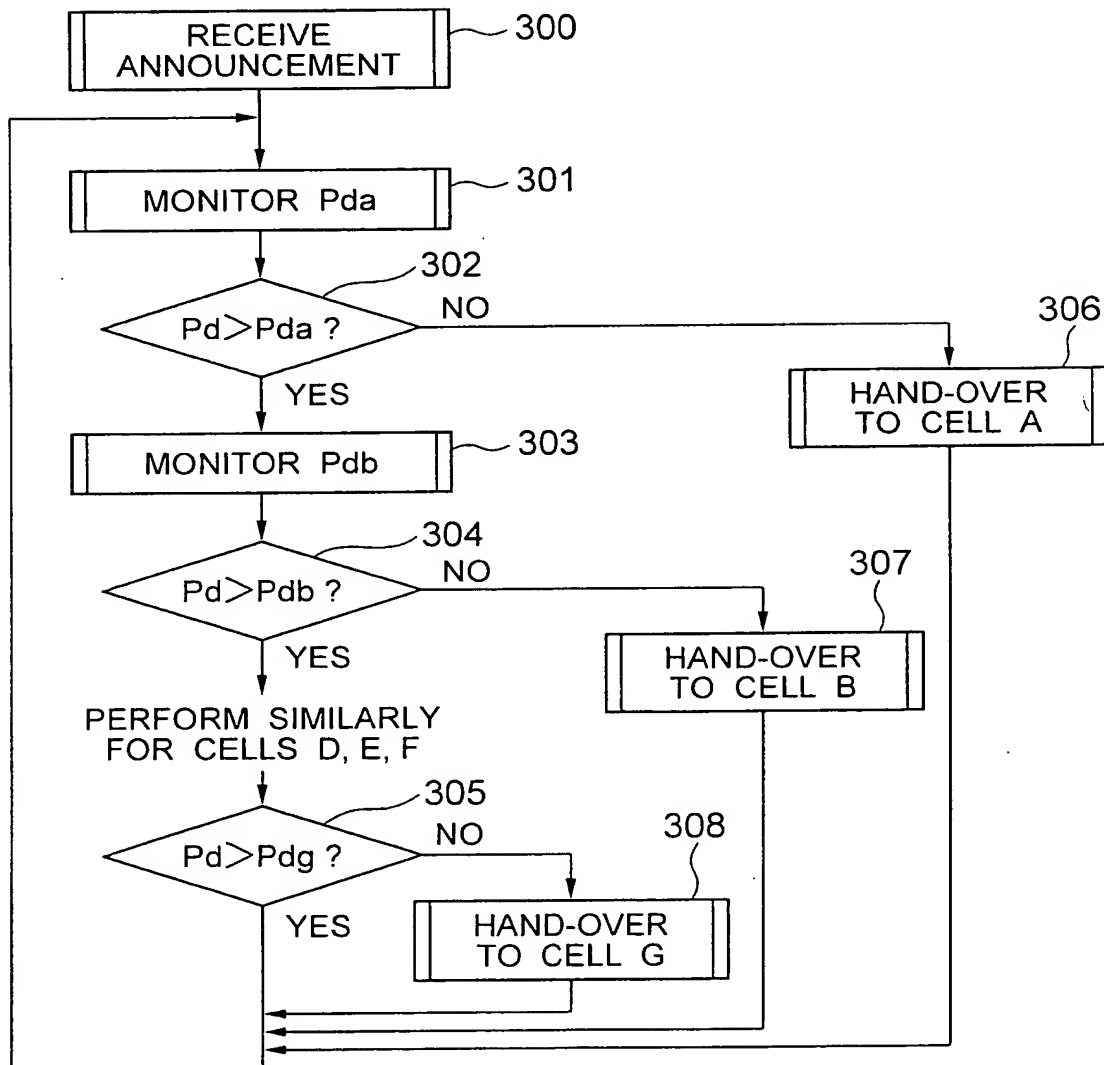 RECEIVE
ANNOUNCEMENT
300
MONITOR Pda
301
302
Pd>Pda ?
NO
YES
306
HAND-OVER
TO CELL A
MONITOR Pdb
303
304
Pd>Pdb ?
NO
YES
307
HAND-OVER
TO CELL B
PERFORM SIMILARLY
FOR CELLS D, E, F
305
Pd>Pdg ?
NO
YES
308
HAND-OVER
TO CELL G